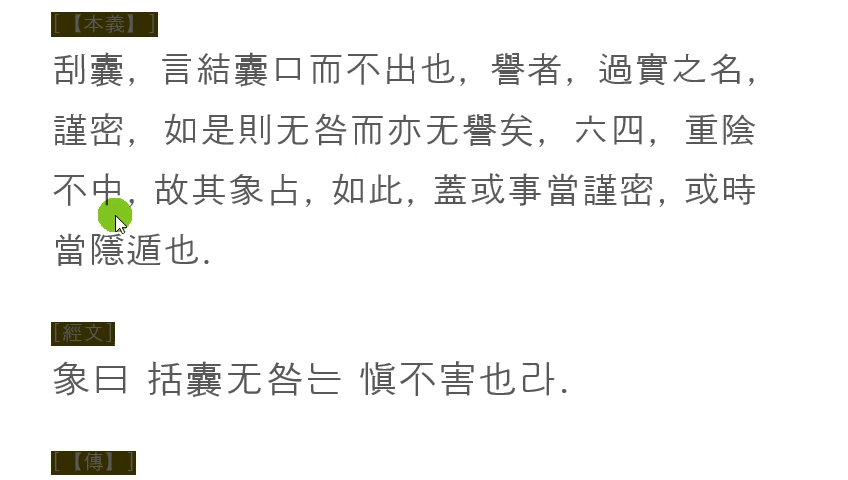 [【本義】]
刮囊, 言結囊口而不出也, 譽者, 過實之名,
謹密, 如是則无咎而亦无譽矣, 六四, 重陰
不中, 故其象占, 如此, 蓋或事當謹密, 或時
當隱遁也.
[經文]
象曰 括囊无咎는 愼不害也라.
[【傳】]